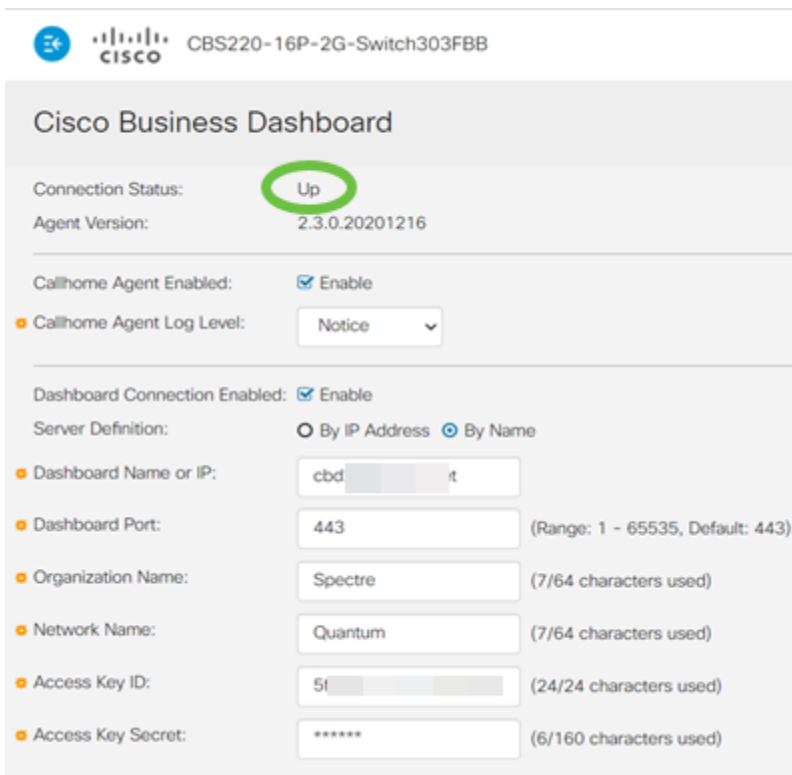 CISCO CBS220-16P-2G-Switch303FBB
Cisco Business Dashboard
Connection Status: Up
Agent Version: 2.3.0.20201216
Callhome Agent Enabled: Enable
Callhome Agent Log Level: Notice
Dashboard Connection Enabled: Enable
Server Definition: By IP Address By Name
Dashboard Name or IP:
Dashboard Port: 443 (Range: 1 - 65535, Default: 443)
Organization Name: Spectre (7/64 characters used)
Network Name: Quantum (7/64 characters used)
Access Key ID: (24/24 characters used)
Access Key Secret: ****** (6/160 characters used)